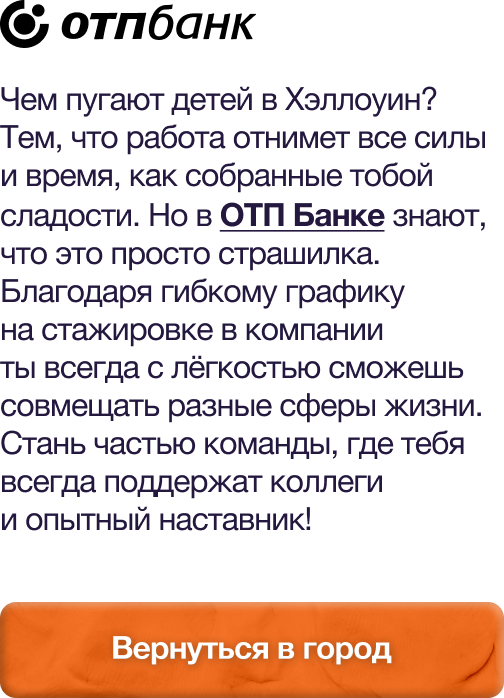 отпбанк
Чем пугают детей в Хэллоуин?
Тем, что работа отнимет все силы
и время, как собранные тобой
сладости. Но в ОТП Банке знают,
что это просто страшилка.
Благодаря гибкому графику
на стажировке в компании
ты всегда с лёгкостью сможешь
совмещать разные сферы жизни.
Стань частью команды, где тебя
всегда поддержат коллеги
и опытный наставник!
Вернуться в город